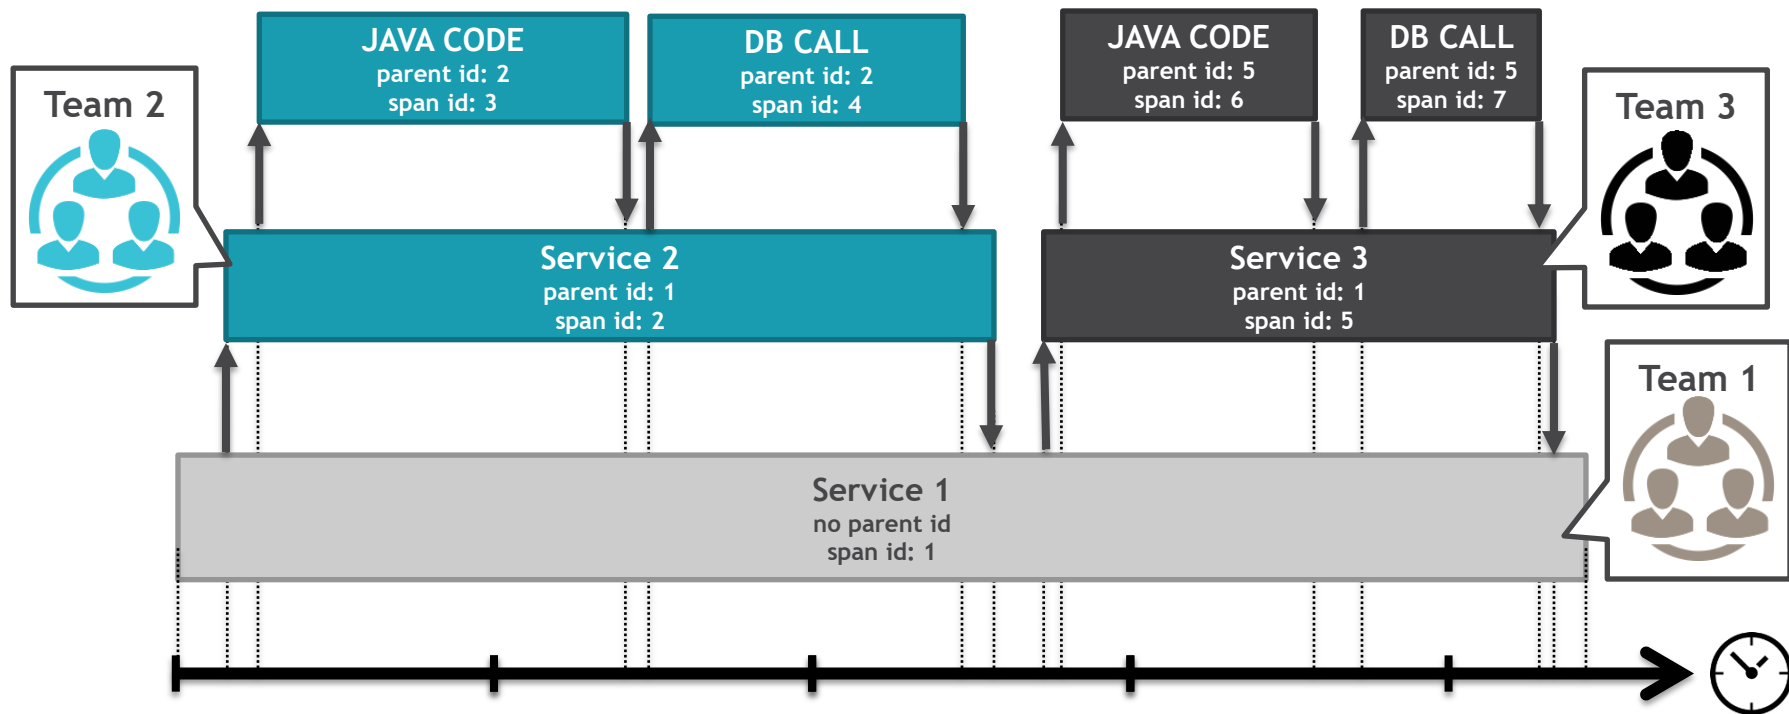 JAVA CODE
parent id: 2
span id: 3
DB CALL
parent id: 2
span id: 4
JAVA CODE
parent id: 5
span id: 6
DB CALL
parent id: 5
span id: 7
Team 2
Team 3
Service 2
parent id: 1
span id: 2
Service 3
parent id: 1
span id: 5
Team 1
Service 1
no parent id
span id: 1